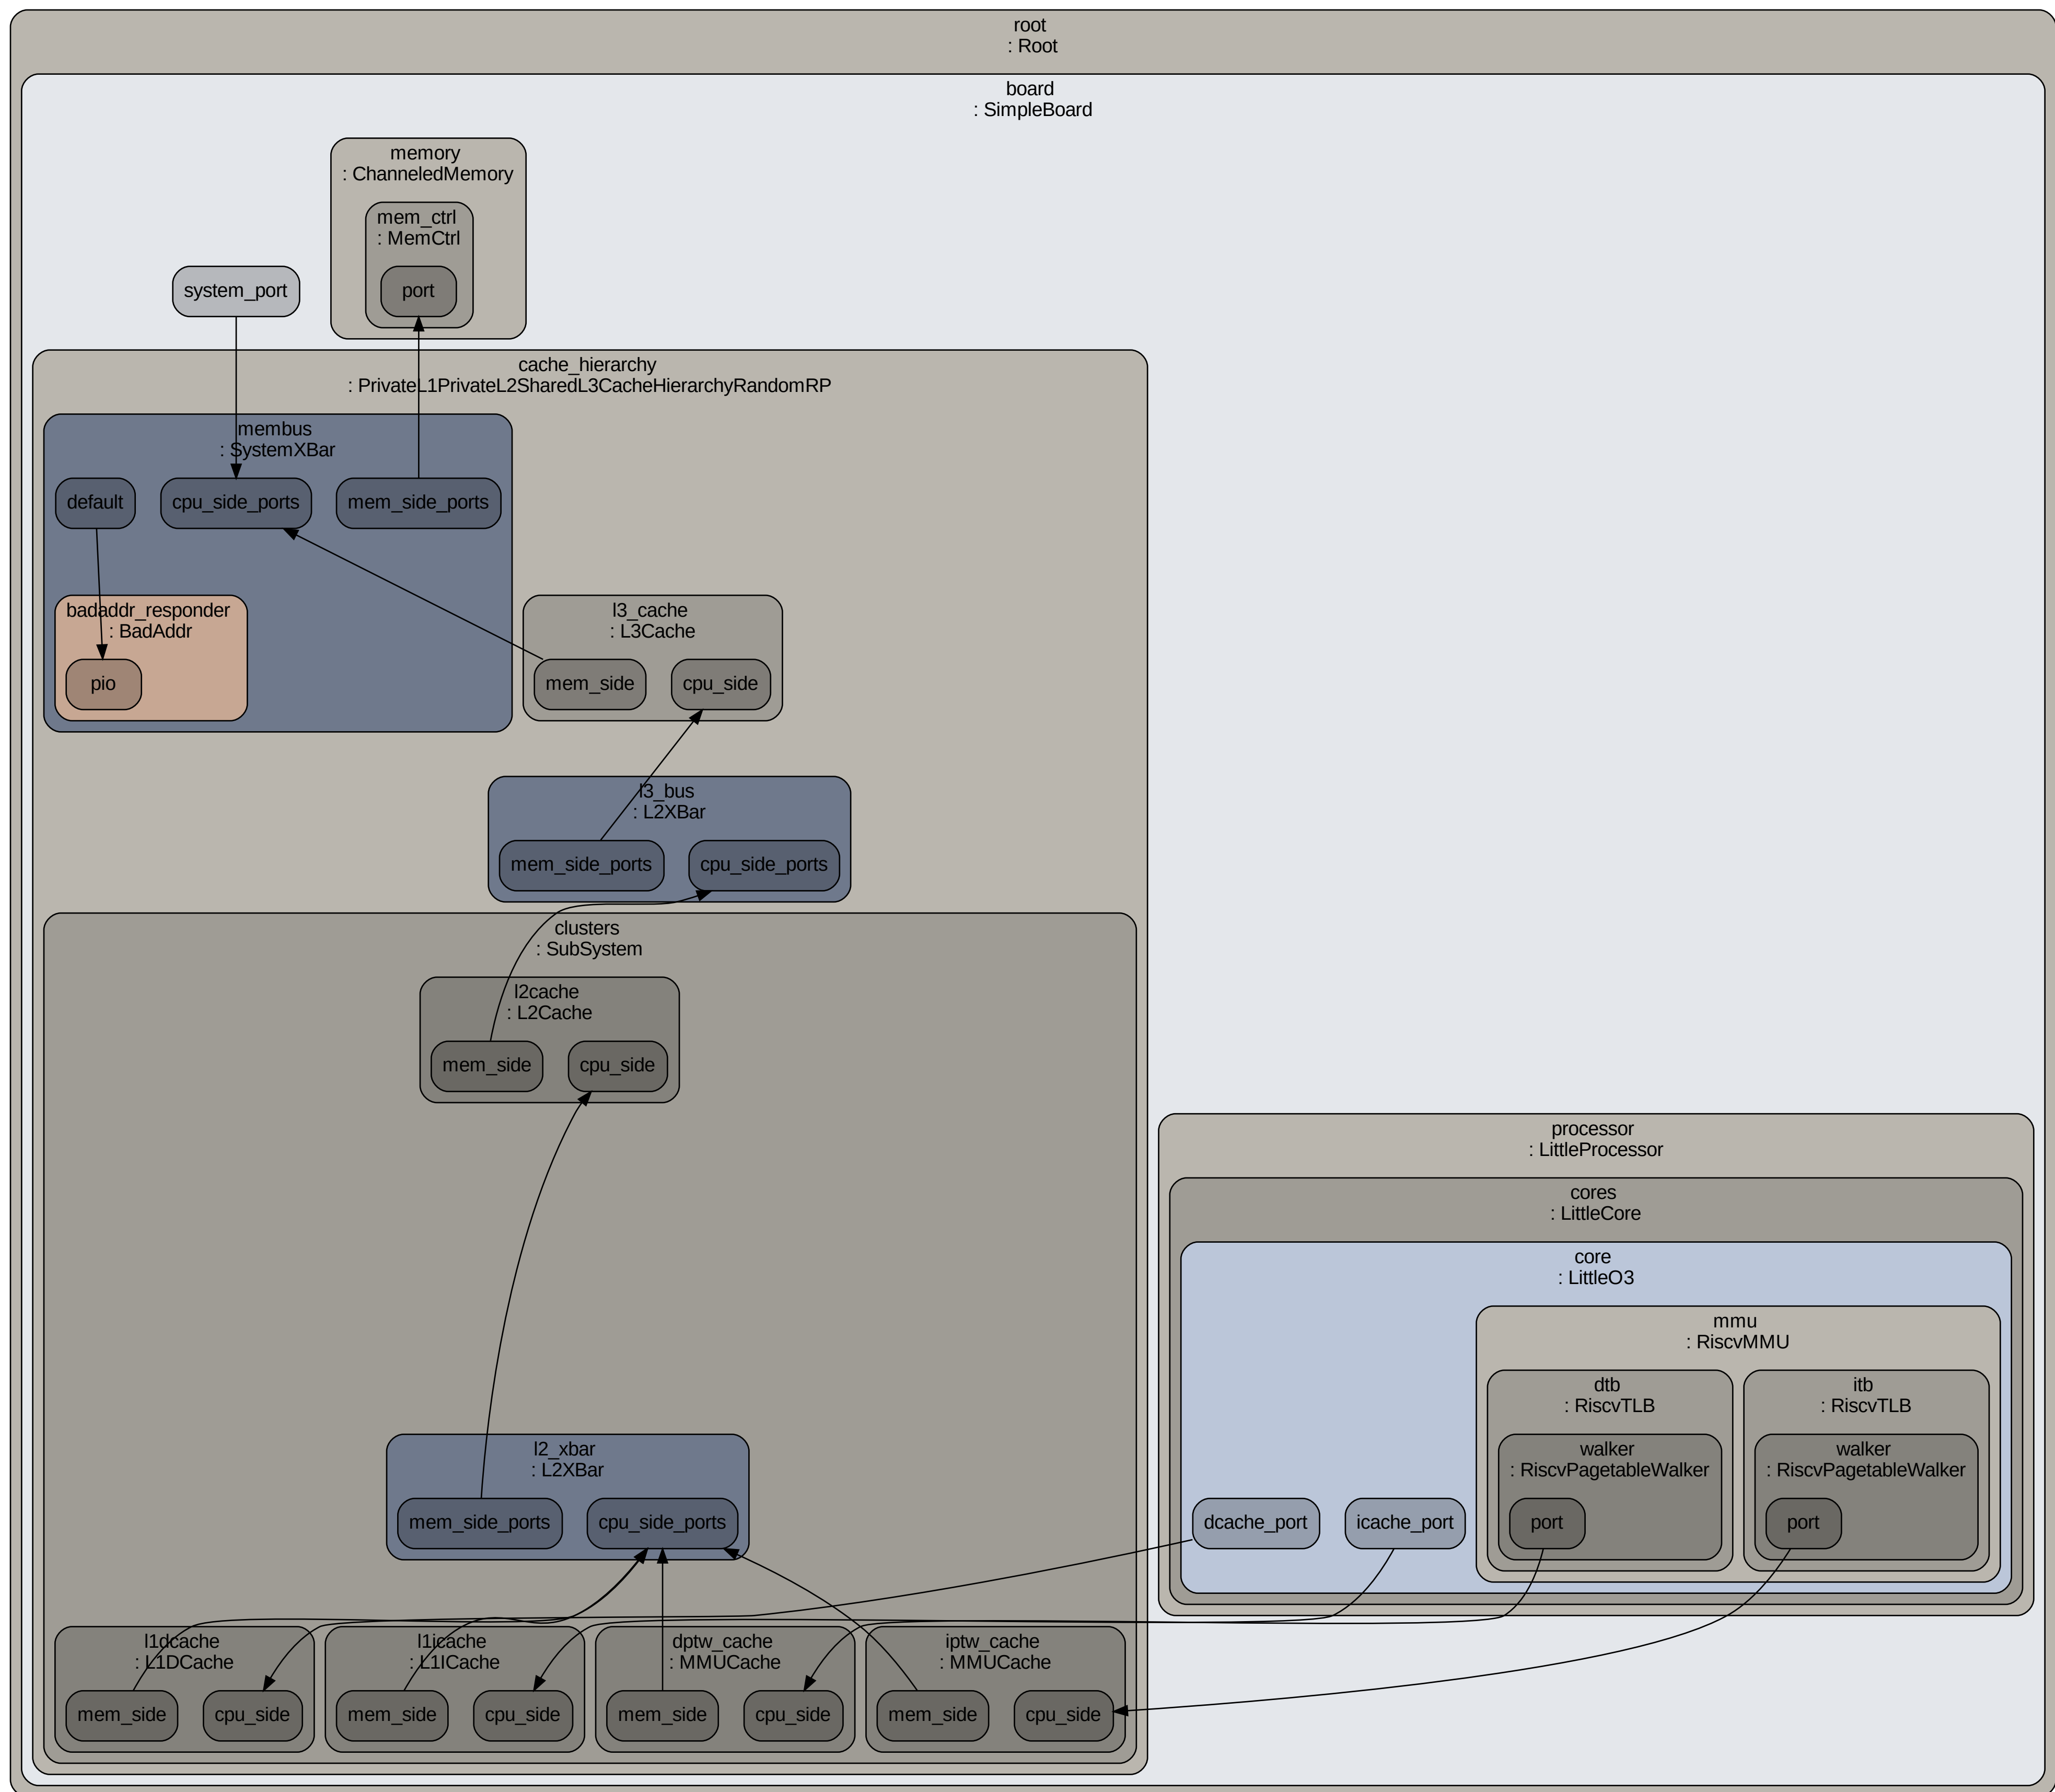 root
: Root
board
: SimpleBoard
memory
: ChanneledMemory
mem_ctrl
: MemCtrl
system_port
port
cache_hierarchy
: PrivateL1PrivateL2SharedL3CacheHierarchyRandomRP
membus
: SystemXBar
default
cpu_side_ports
mem_side_ports
badaddr_responder
: BadAddr
pio
l3_cache
: L3Cache
mem_side
cpu_side
l3_bus
: L2XBar
mem_side_ports
cpu_side_ports
clusters
: SubSystem
l2cache
: L2Cache
mem_side
cpu_side
l2_xbar
: L2XBar
mem_side_ports
cpu_side_ports
l1dcache
: L1DCache
mem_side
cpu_side
l1icache
: L1ICache
mem_side
cpu_side
dptw_cache
: MMUCache
mem_side
cpu_side
iptw_cache
: MMUCache
mem_side
cpu_side
processor
: LittleProcessor
cores
: LittleCore
core
: LittleO3
mmu
: RiscvMMU
dtb
: RiscvTLB
walker
: RiscvPagetableWalker
port
itb
: RiscvTLB
walker
: RiscvPagetableWalker
port
dcache_port
icache_port